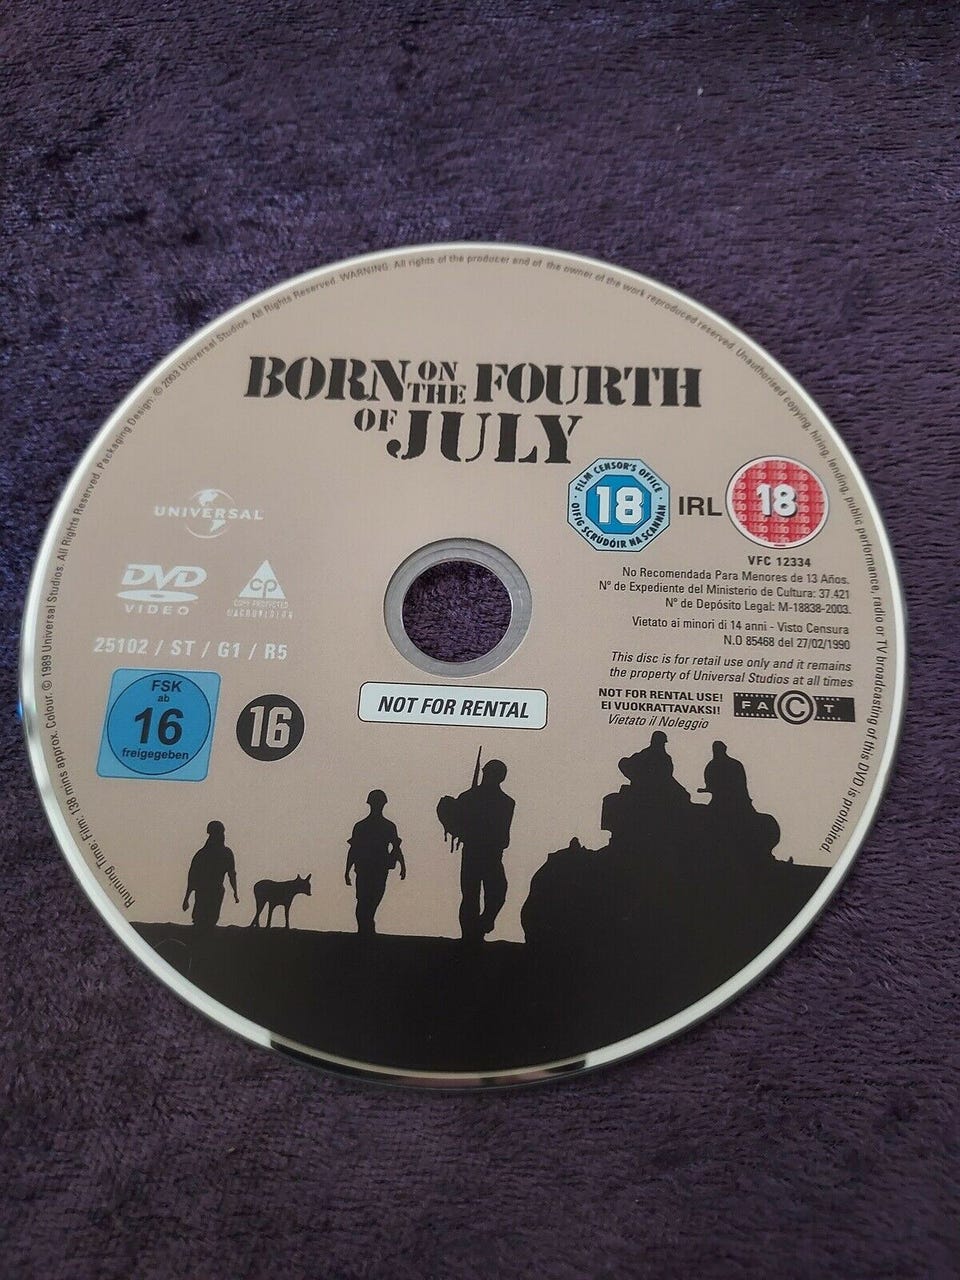 Running Time: Film: 138 mins approx. Colour. © 1989 Universal Studios. All Rights Reserved. Packaging Design: © 2003 Universal Studios. All Rights Reserved. WARNING: All rights of the producer and of the owner of the work reproduced reserved. Unauthorised copying, hiring, lending, public performance, radio or TV broadcasting of this DVD is prohibited.
BORN ON THE FOURTH
OF JULY
UNIVERSAL
FILM CENSOR'S OFFICE
18
OIFIG SCRÚDÓIR NA SCANNÁN
IRL
18
VFC 12334
DVD
VIDEO
cp
COPY PROTECTED
MACROVISION
25102 / ST / G1 / R5
No Recomendada Para Menores de 13 Años.
Nº de Expediente del Ministerio de Cultura: 37.421
Nº de Depósito Legal: M-18838-2003.
Vietato ai minori di 14 anni - Visto Censura
N.O 85468 del 27/02/1990
This disc is for retail use only and it remains
the property of Universal Studios at all times
FSK
ab
16
freigegeben
16
NOT FOR RENTAL
NOT FOR RENTAL USE!
EI VUOKRATTAVAKSI!
Vietato il Noleggio
FACT